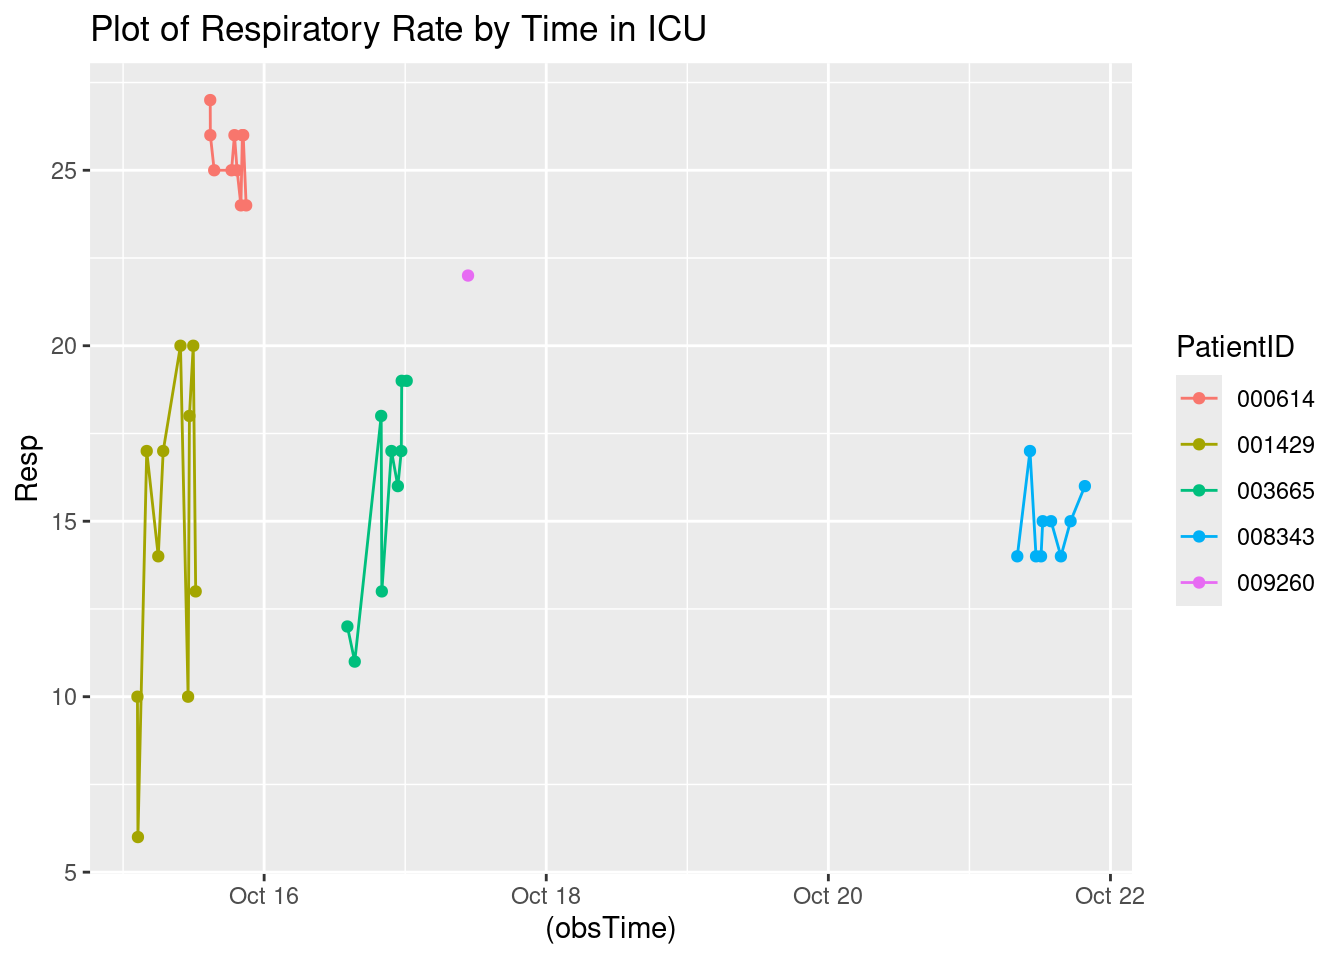 Plot of Respiratory Rate by Time in ICU
Resp
25
20
15
10
5
Oct 16
Oct 18
Oct 20
Oct 22
(obsTime)
PatientID
000614
001429
003665
008343
009260